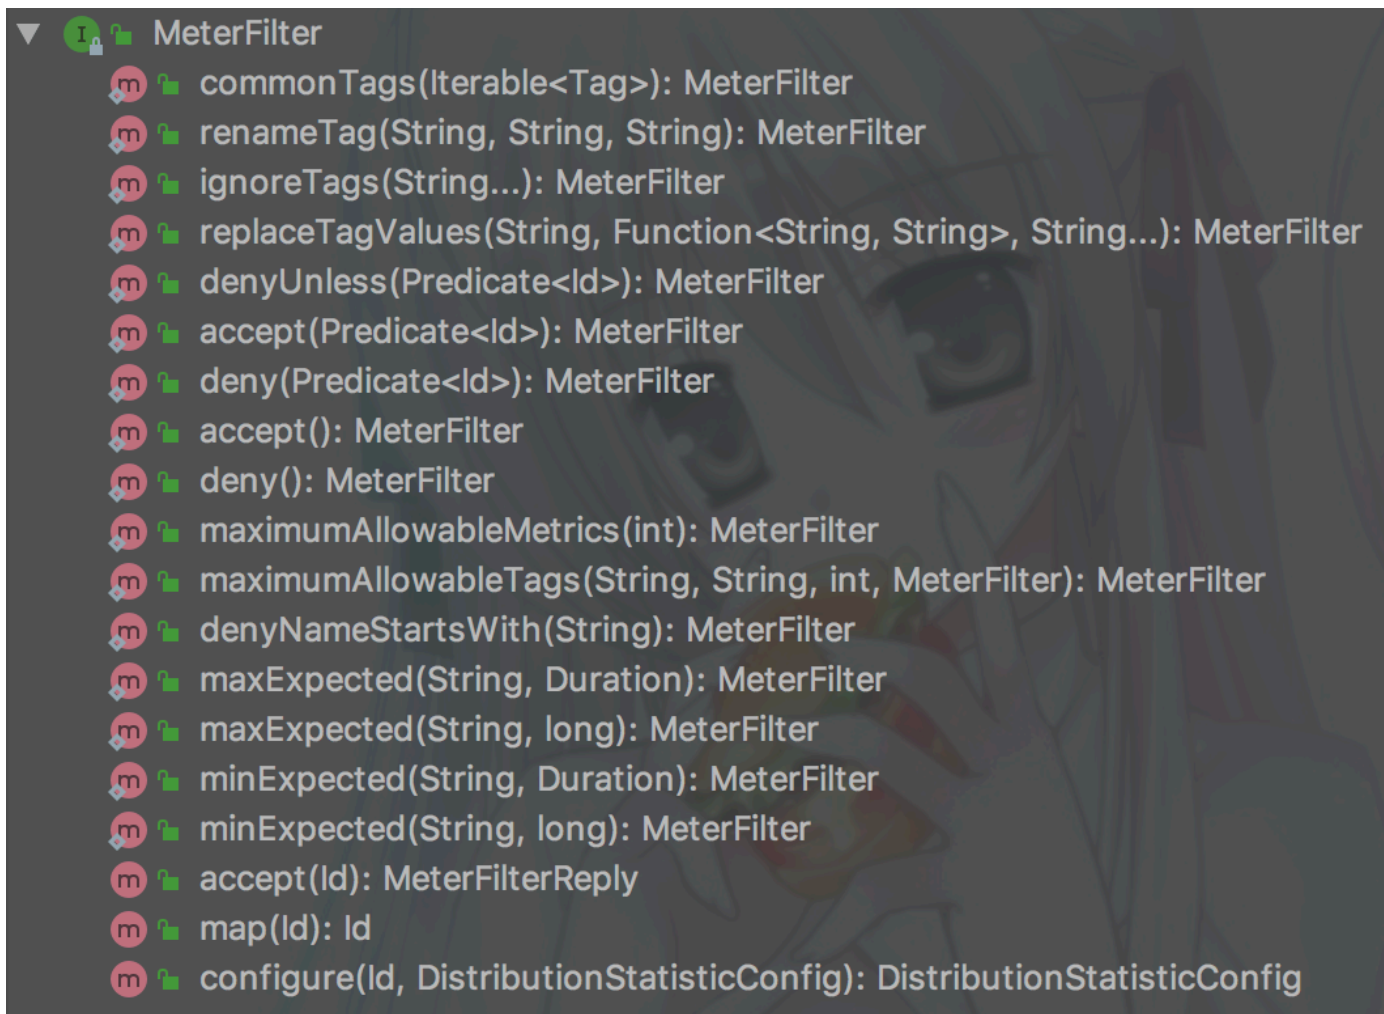 MeterFilter
commonTags(Iterable<Tag>): MeterFilter
renameTag(String, String, String): MeterFilter
ignoreTags(String...): MeterFilter
replaceTagValues(String, Function<String, String>, String...): MeterFilter
denyUnless(Predicate<Id>): MeterFilter
accept(Predicate<Id>): MeterFilter
deny(Predicate<Id>): MeterFilter
accept(): MeterFilter
deny(): MeterFilter
maximumAllowableMetrics(int): MeterFilter
maximumAllowableTags(String, String, int, MeterFilter): MeterFilter
denyNameStartsWith(String): MeterFilter
maxExpected(String, Duration): MeterFilter
maxExpected(String, long): MeterFilter
minExpected(String, Duration): MeterFilter
minExpected(String, long): MeterFilter
accept(Id): MeterFilterReply
map(Id): Id
configure(Id, DistributionStatisticConfig): DistributionStatisticConfig